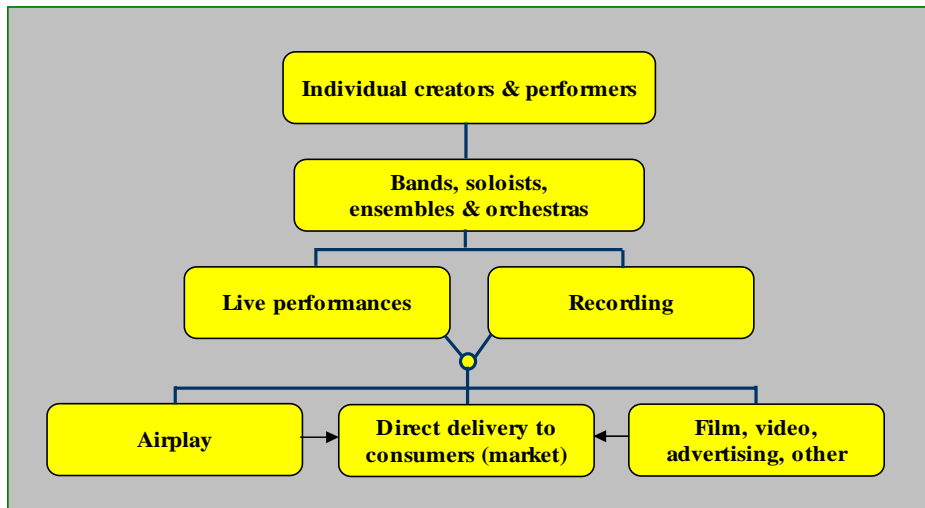 Individual creators & performers
Bands, soloists,
ensembles & orchestras
Live performances
Recording
Airplay
Direct delivery to
consumers (market)
Film, video,
advertising, other